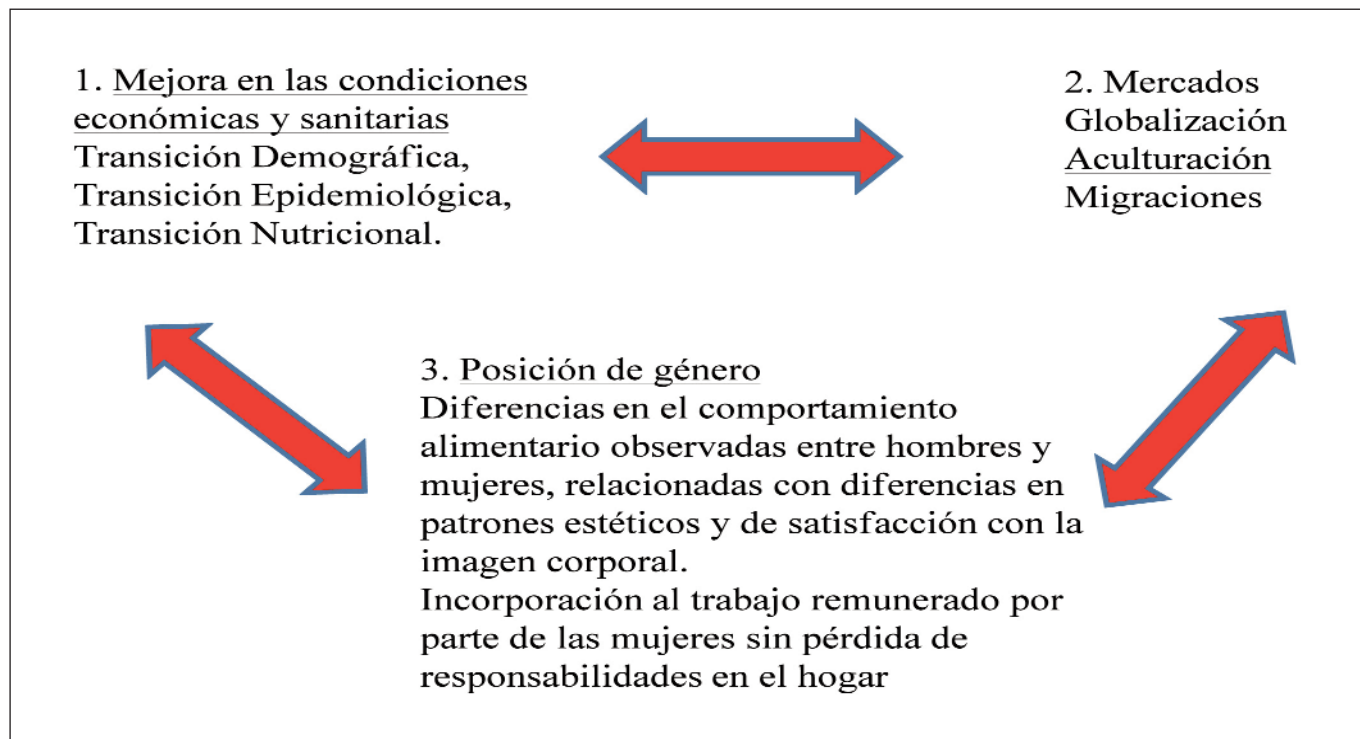 1. Mejora en las condiciones
económicas y sanitarias
Transición Demográfica,
Transición Epidemiológica,
Transición Nutricional.
2. Mercados
Globalización
Aculturación
Migraciones
3. Posición de género
Diferencias en el comportamiento
alimentario observadas entre hombres y
mujeres, relacionadas con diferencias en
patrones estéticos y de satisfacción con la
imagen corporal.
Incorporación al trabajo remunerado por
parte de las mujeres sin pérdida de
responsabilidades en el hogar